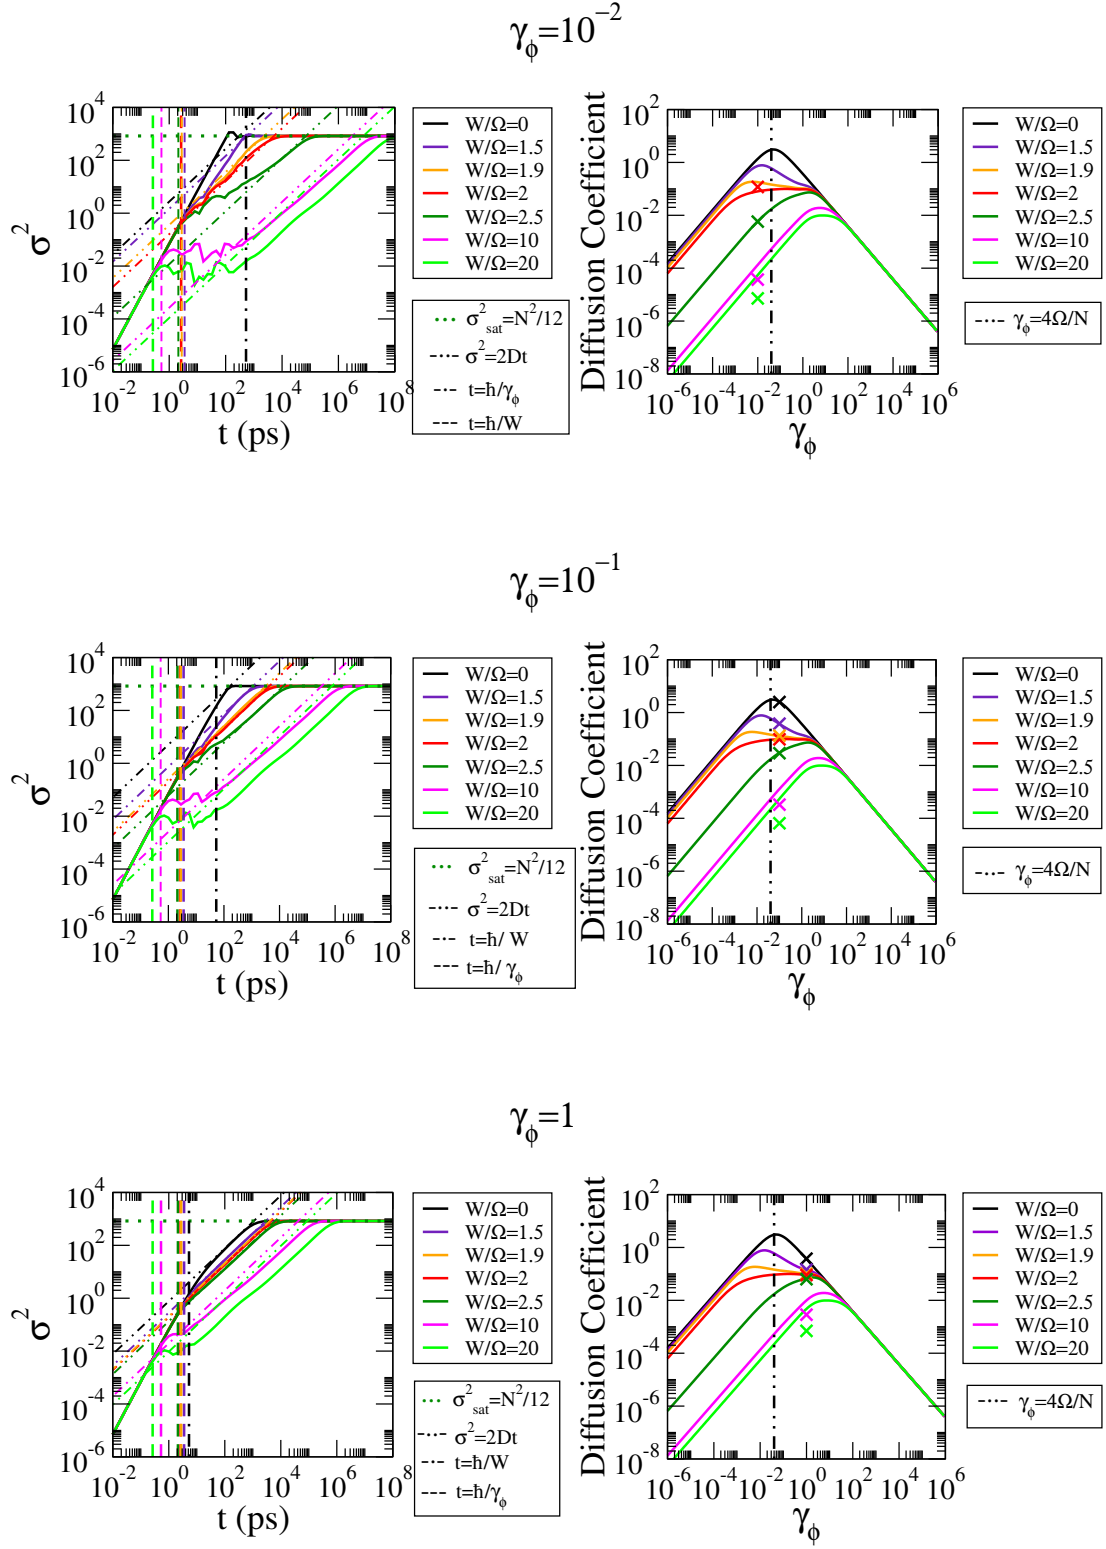 γϕ=10⁻²
10⁴
10²
10⁰
10⁻²
10⁻⁴
10⁻⁶
σ²
10⁻² 10⁰ 10² 10⁴ 10⁶ 10⁸
t (ps)
W/Ω=0
W/Ω=1.5
W/Ω=1.9
W/Ω=2
W/Ω=2.5
W/Ω=10
W/Ω=20
σ²sat=N²/12
σ²=2Dt
t=ħ/γϕ
t=ħ/W
Diffusion Coefficient
10²
10⁰
10⁻²
10⁻⁴
10⁻⁶
10⁻⁸
10⁻⁶ 10⁻⁴ 10⁻² 10⁰ 10² 10⁴ 10⁶
γϕ
W/Ω=0
W/Ω=1.5
W/Ω=1.9
W/Ω=2
W/Ω=2.5
W/Ω=10
W/Ω=20
γϕ=4Ω/N
γϕ=10⁻¹
10⁴
10²
10⁰
10⁻²
10⁻⁴
10⁻⁶
σ²
10⁻² 10⁰ 10² 10⁴ 10⁶ 10⁸
t (ps)
W/Ω=0
W/Ω=1.5
W/Ω=1.9
W/Ω=2
W/Ω=2.5
W/Ω=10
W/Ω=20
σ²sat=N²/12
σ²=2Dt
t=ħ/ W
t=ħ/ γϕ
Diffusion Coefficient
10²
10⁰
10⁻²
10⁻⁴
10⁻⁶
10⁻⁸
10⁻⁶ 10⁻⁴ 10⁻² 10⁰ 10² 10⁴ 10⁶
γϕ
W/Ω=0
W/Ω=1.5
W/Ω=1.9
W/Ω=2
W/Ω=2.5
W/Ω=10
W/Ω=20
γϕ=4Ω/N
γϕ=1
10⁴
10²
10⁰
10⁻²
10⁻⁴
10⁻⁶
σ²
10⁻² 10⁰ 10² 10⁴ 10⁶ 10⁸
t (ps)
W/Ω=0
W/Ω=1.5
W/Ω=1.9
W/Ω=2
W/Ω=2.5
W/Ω=10
W/Ω=20
σ²sat=N²/12
σ²=2Dt
t=ħ/W
t=ħ/γϕ
Diffusion Coefficient
10²
10⁰
10⁻²
10⁻⁴
10⁻⁶
10⁻⁸
10⁻⁶ 10⁻⁴ 10⁻² 10⁰ 10² 10⁴ 10⁶
γϕ
W/Ω=0
W/Ω=1.5
W/Ω=1.9
W/Ω=2
W/Ω=2.5
W/Ω=10
W/Ω=20
γϕ=4Ω/N